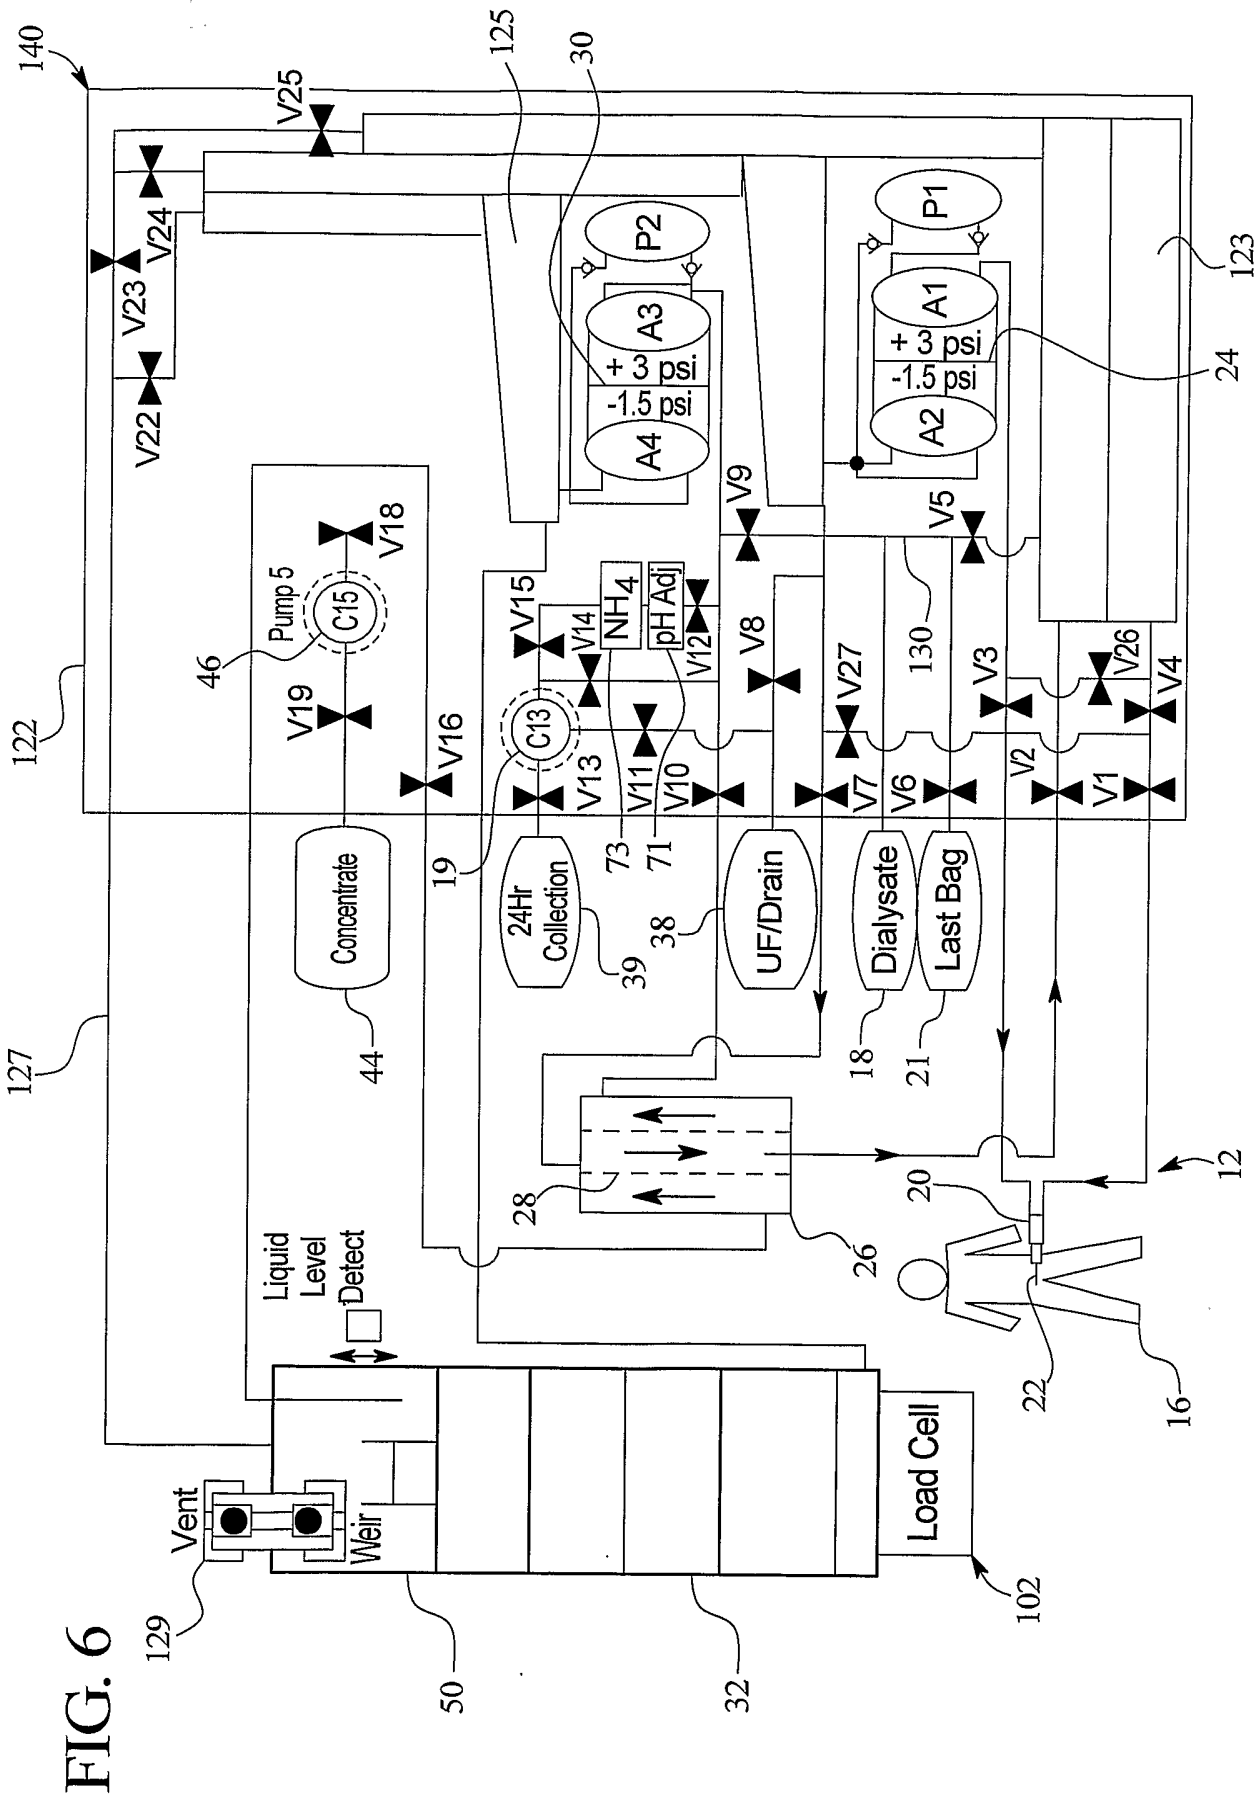 FIG. 6
140
122
127
129
Vent
Weir
50
32
Load Cell
102
Liquid
Level
Detect
V25
V24
V23
V22
125
30
P2
A3
+ 3 psi
-1.5 psi
A4
P1
A1
+ 3 psi
-1.5 psi
A2
24
123
Pump 5
C15
46
V18
V19
V16
Concentrate
44
V15
V14
NH4
pH Adj
V12
C13
19
V13
V11
V10
73
71
24Hr
Collection
39
38
UF/Drain
V9
V8
V27
V7
V6
V5
130
V3
V26
V4
V2
V1
Dialysate
18
Last Bag
21
28
26
20
12
22
16